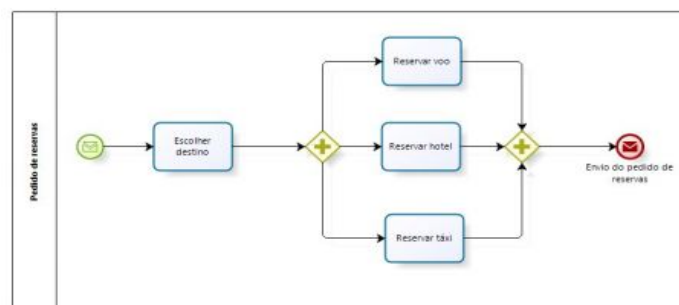 Pedido de reservas
Escolher
destino
Reservar voo
Reservar hotel
Reservar táxi
Envio do pedido de
reservas